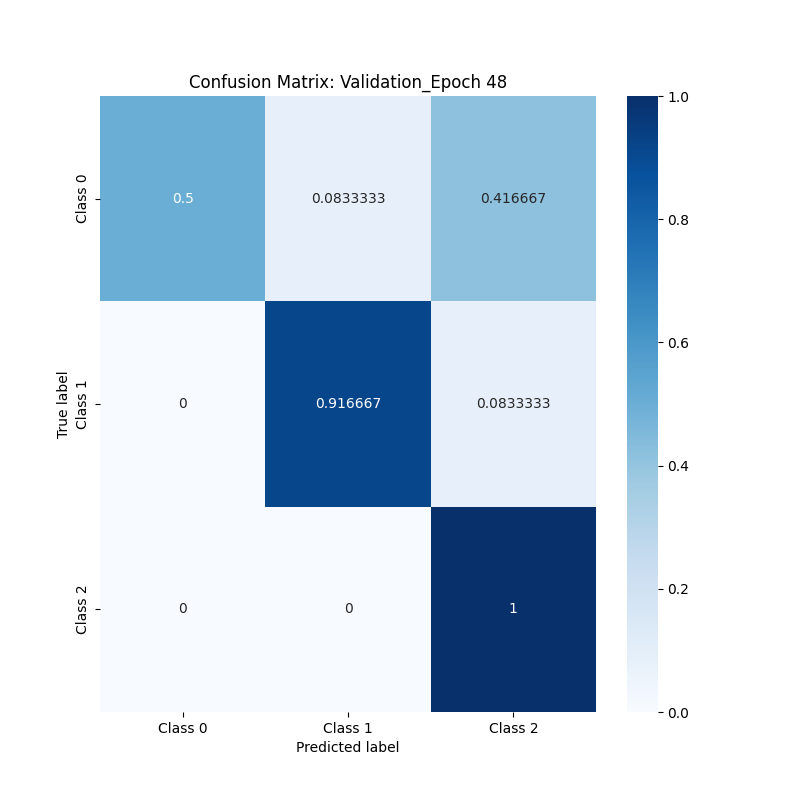 Confusion Matrix: Validation_Epoch 48
True label
Class 0
0.5
0.0833333
0.416667
Class 1
0
0.916667
0.0833333
Class 2
0
0
1
Class 0
Class 1
Class 2
Predicted label
1.0
0.8
0.6
0.4
0.2
0.0